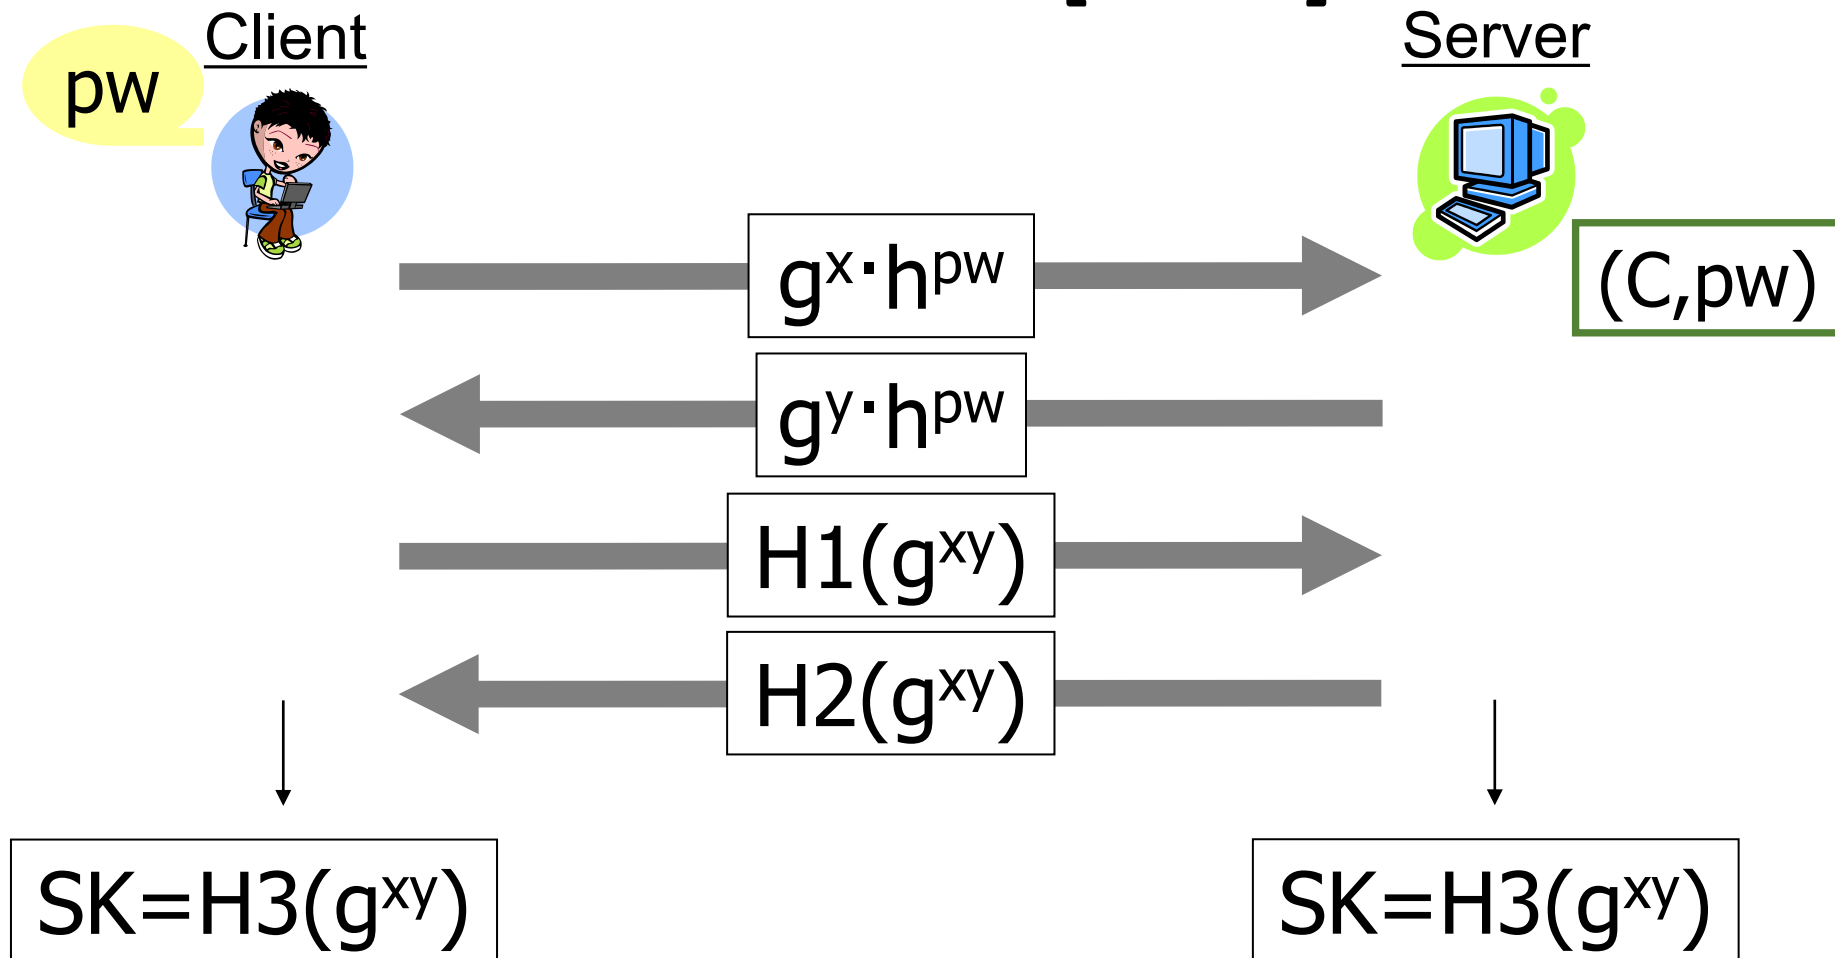 Client
Server
pw
g^x·h^pw
(C,pw)
g^y·h^pw
H1(g^xy)
H2(g^xy)
SK=H3(g^xy)
SK=H3(g^xy)